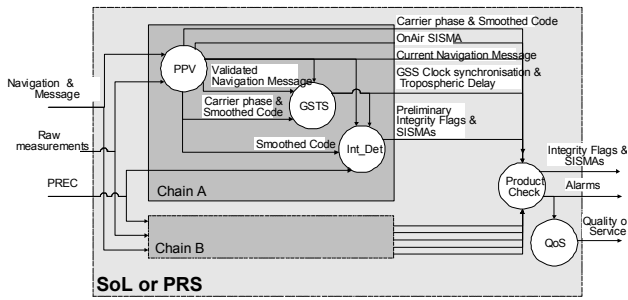 Carrier phase & Smoothed Code
OnAir SISMA
Current Navigation Message
GSS Clock synchronisation &
Tropospheric Delay
PPV
Validated
Navigation Message
Navigation &
Message
GSTS
Carrier phase &
Smoothed Code
Preliminary
Integrity Flags &
SISMAs
Raw
measurements
Smoothed Code
Int_Det
Integrity Flags &
SISMAs
PREC
Product
Check
Alarms
Chain A
Quality o
Service
QoS
Chain B
SoL or PRS